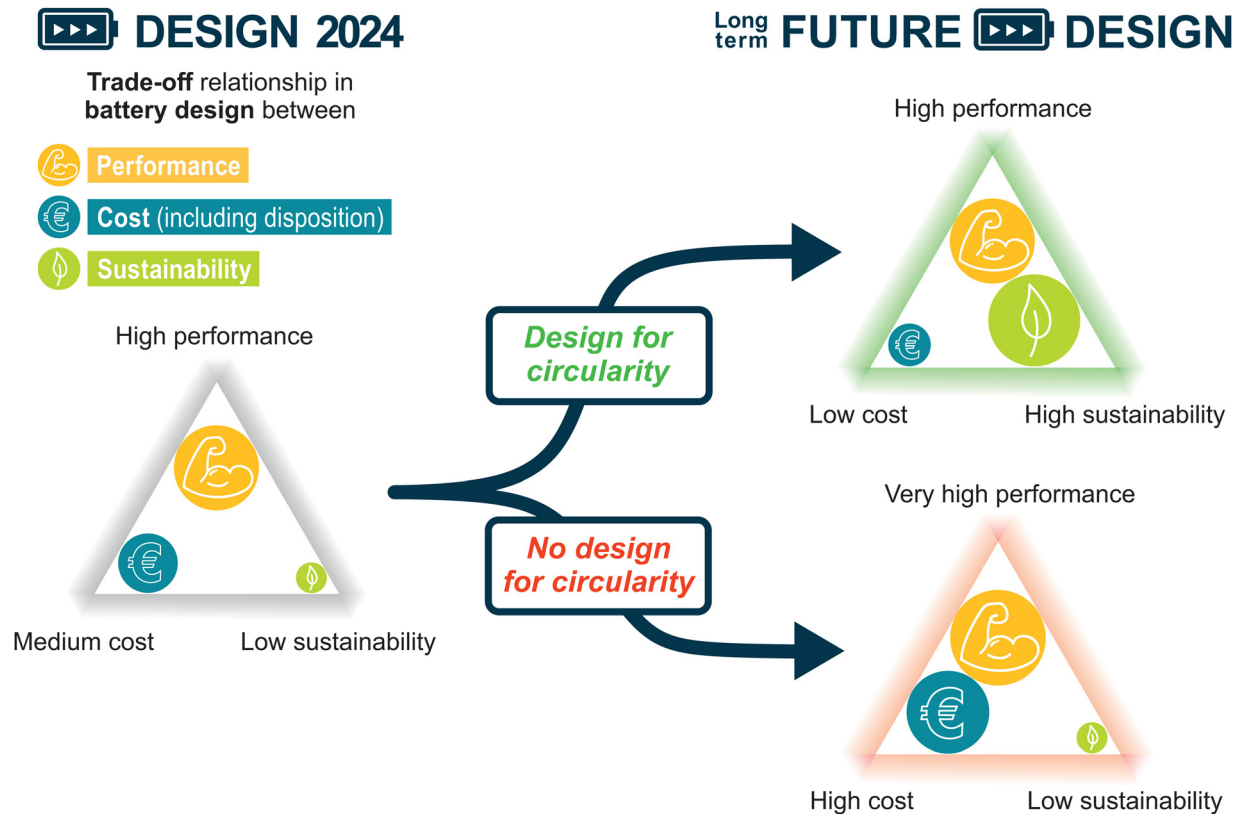 DESIGN 2024
Trade-off relationship in
battery design between
Performance
€ Cost (including disposition)
Sustainability
High performance
€
Medium cost
Low sustainability
Design for
circularity
No design
for circularity
Long
term FUTURE DESIGN
High performance
€
Low cost
High sustainability
Very high performance
€
High cost
Low sustainability